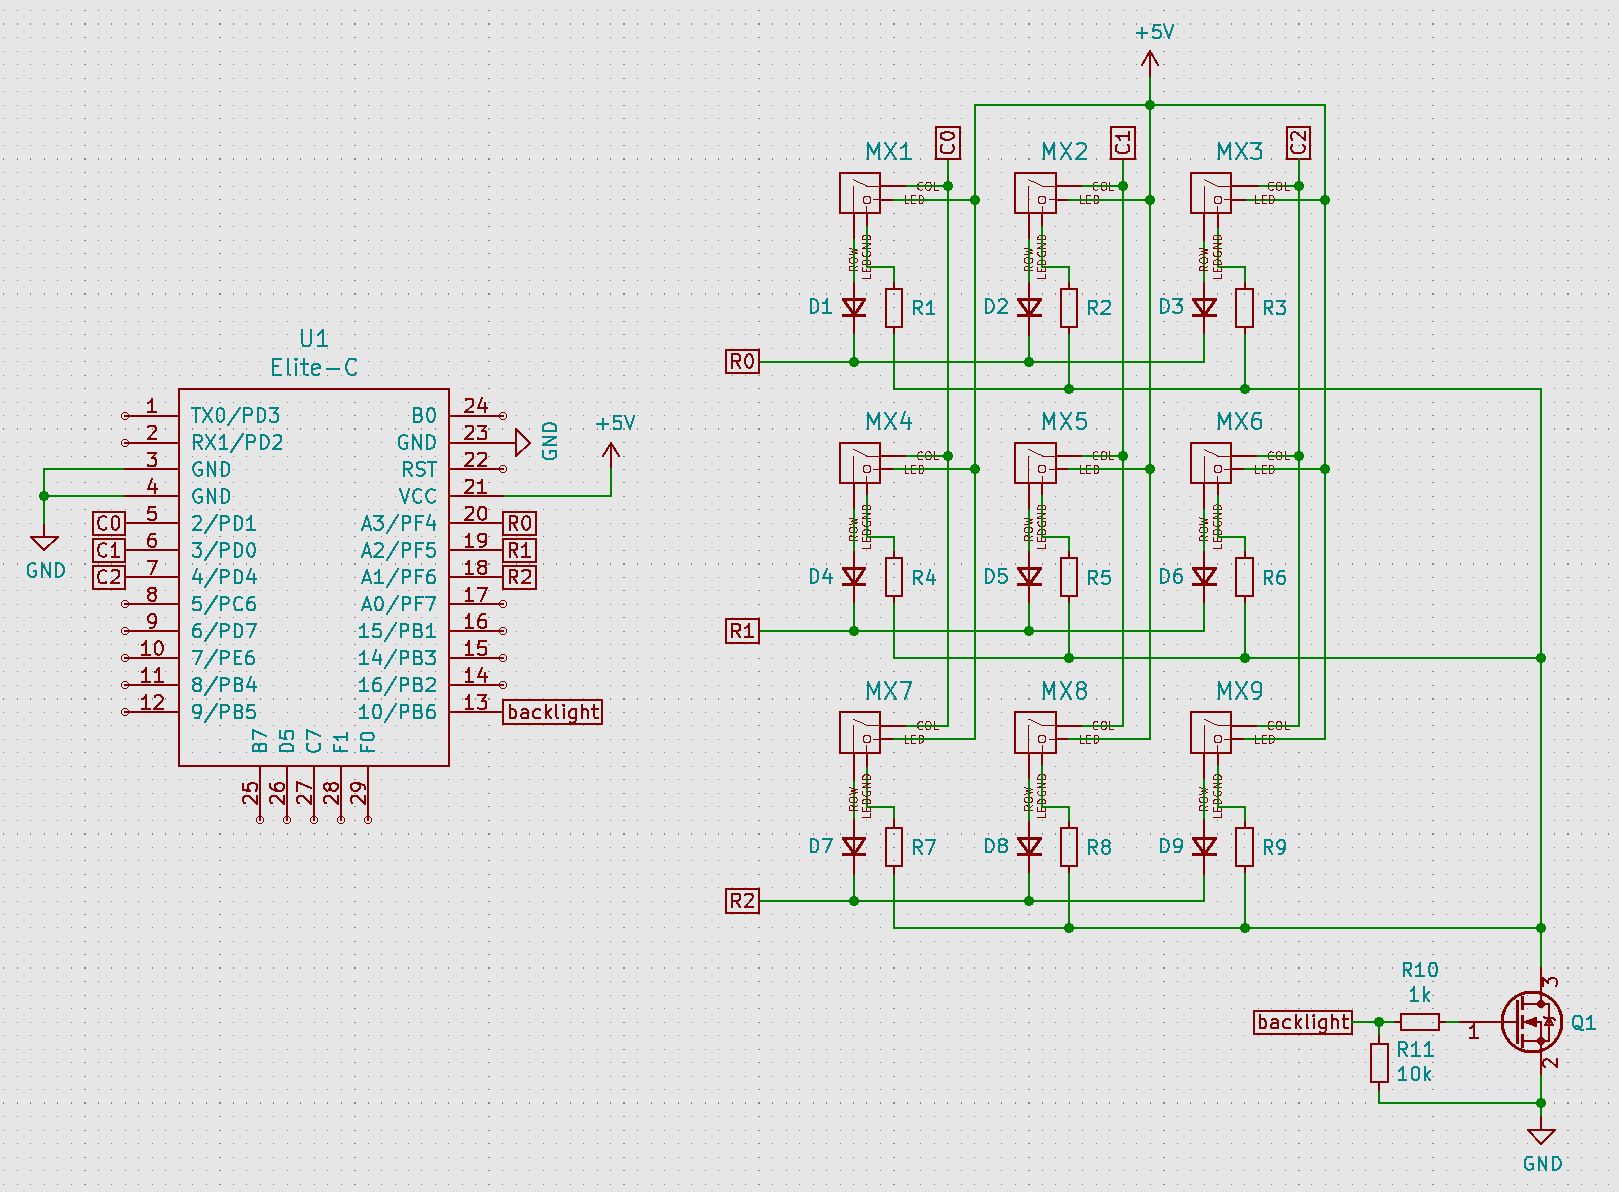 +5V
C0
C1
C2
MX1
MX2
MX3
COL
LED
COL
LED
COL
LED
ROW
LEDGND
ROW
LEDGND
ROW
LEDGND
D1
R1
D2
R2
D3
R3
R0
MX4
MX5
MX6
COL
LED
COL
LED
COL
LED
ROW
LEDGND
ROW
LEDGND
ROW
LEDGND
D4
R4
D5
R5
D6
R6
R1
MX7
MX8
MX9
COL
LED
COL
LED
COL
LED
ROW
LEDGND
ROW
LEDGND
ROW
LEDGND
D7
R7
D8
R8
D9
R9
R2
U1
Elite-C
1 TX0/PD3
2 RX1/PD2
3 GND
4 GND
C0 5 2/PD1
C1 6 3/PD0
C2 7 4/PD4
8 5/PC6
9 6/PD7
10 7/PE6
11 8/PB4
12 9/PB5
GND
B0 24
GND 23 GND
RST 22
VCC 21
+5V
A3/PF4 20 R0
A2/PF5 19 R1
A1/PF6 18 R2
A0/PF7 17
15/PB1 16
14/PB3 15
16/PB2 14
10/PB6 13 backlight
B7 25
D5 26
C7 27
F1 28
F0 29
R10
1k
backlight
R11
10k
1
3
2
Q1
GND